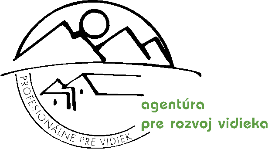 PROFESIONÁLNE PRE VIDIEK
agentúra
pre rozvoj vidieka